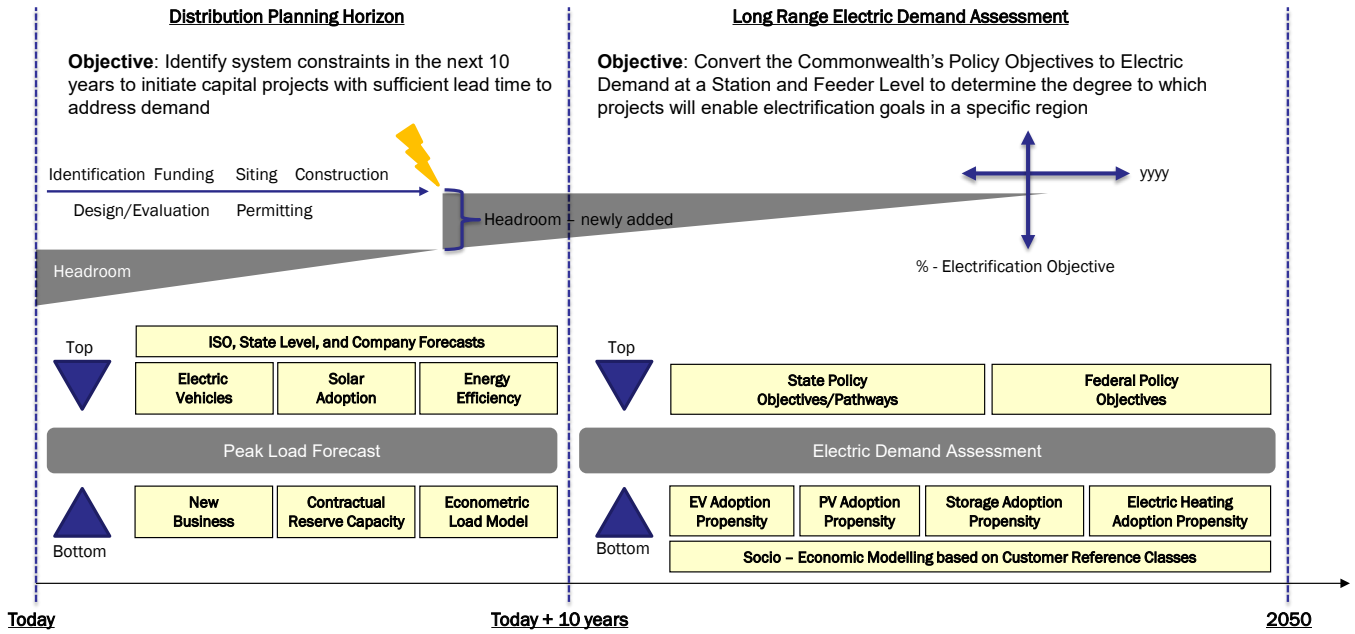 Distribution Planning Horizon
Objective: Identify system constraints in the next 10
years to initiate capital projects with sufficient lead time to
address demand
Identification Funding Siting Construction
Design/Evaluation Permitting
Headroom
Headroom – newly added
Top
ISO, State Level, and Company Forecasts
Electric
Vehicles
Solar
Adoption
Energy
Efficiency
Peak Load Forecast
New
Business
Contractual
Reserve Capacity
Econometric
Load Model
Bottom
Long Range Electric Demand Assessment
Objective: Convert the Commonwealth's Policy Objectives to Electric
Demand at a Station and Feeder Level to determine the degree to which
projects will enable electrification goals in a specific region
yyyy
% - Electrification Objective
Top
State Policy
Objectives/Pathways
Federal Policy
Objectives
Electric Demand Assessment
EV Adoption
Propensity
PV Adoption
Propensity
Storage Adoption
Propensity
Electric Heating
Adoption Propensity
Bottom
Socio – Economic Modelling based on Customer Reference Classes
Today
Today + 10 years
2050